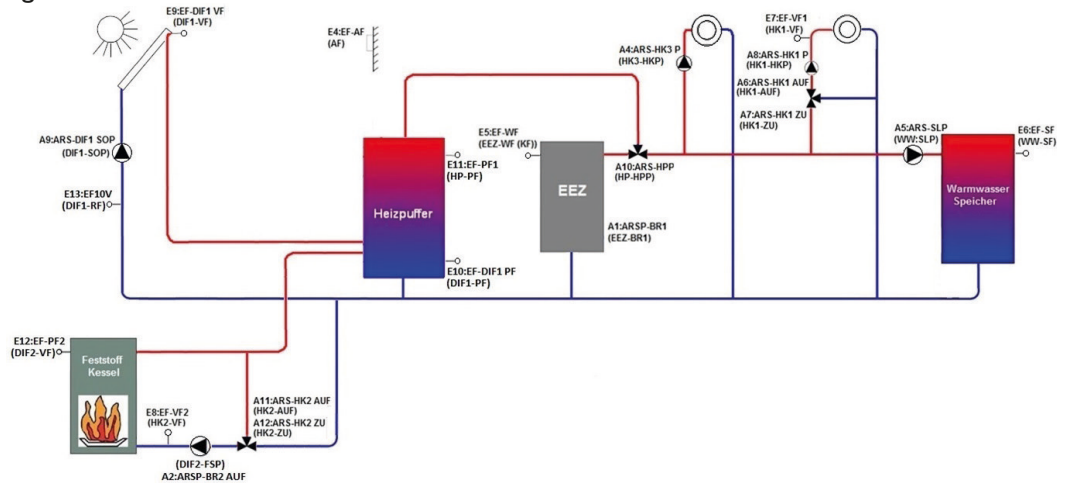 E9:EF-DIF1 VF
(DIF1-VF)
E4:EF-AF
(AF)
A4:ARS-HK3 P
(HK3-HKP)
E7:EF-VF1
(HK1-VF)
A8:ARS-HK1 P
(HK1-HKP)
A6:ARS-HK1 AUF
(HK1-AUF)
A7:ARS-HK1 ZU
(HK1-ZU)
A5:ARS-SLP
(WW:SLP)
E6:EF-SF
(WW-SF)
A9:ARS-DIF1 SOP
(DIF1-SOP)
E5:EF-WF
(EEZ-WF (KF))
E11:EF-PF1
(HP-PF)
A10:ARS-HPP
(HP-HPP)
E13:EF10V
(DIF1-RF)
Heizpuffer
EEZ
Warmwasser
Speicher
A1:ARSP-BR1
(EEZ-BR1)
E10:EF-DIF1 PF
(DIF1-PF)
E12:EF-PF2
(DIF2-VF)
Feststoff
Kessel
A11:ARS-HK2 AUF
(HK2-AUF)
A12:ARS-HK2 ZU
(HK2-ZU)
E8:EF-VF2
(HK2-VF)
(DIF2-FSP)
A2:ARSP-BR2 AUF